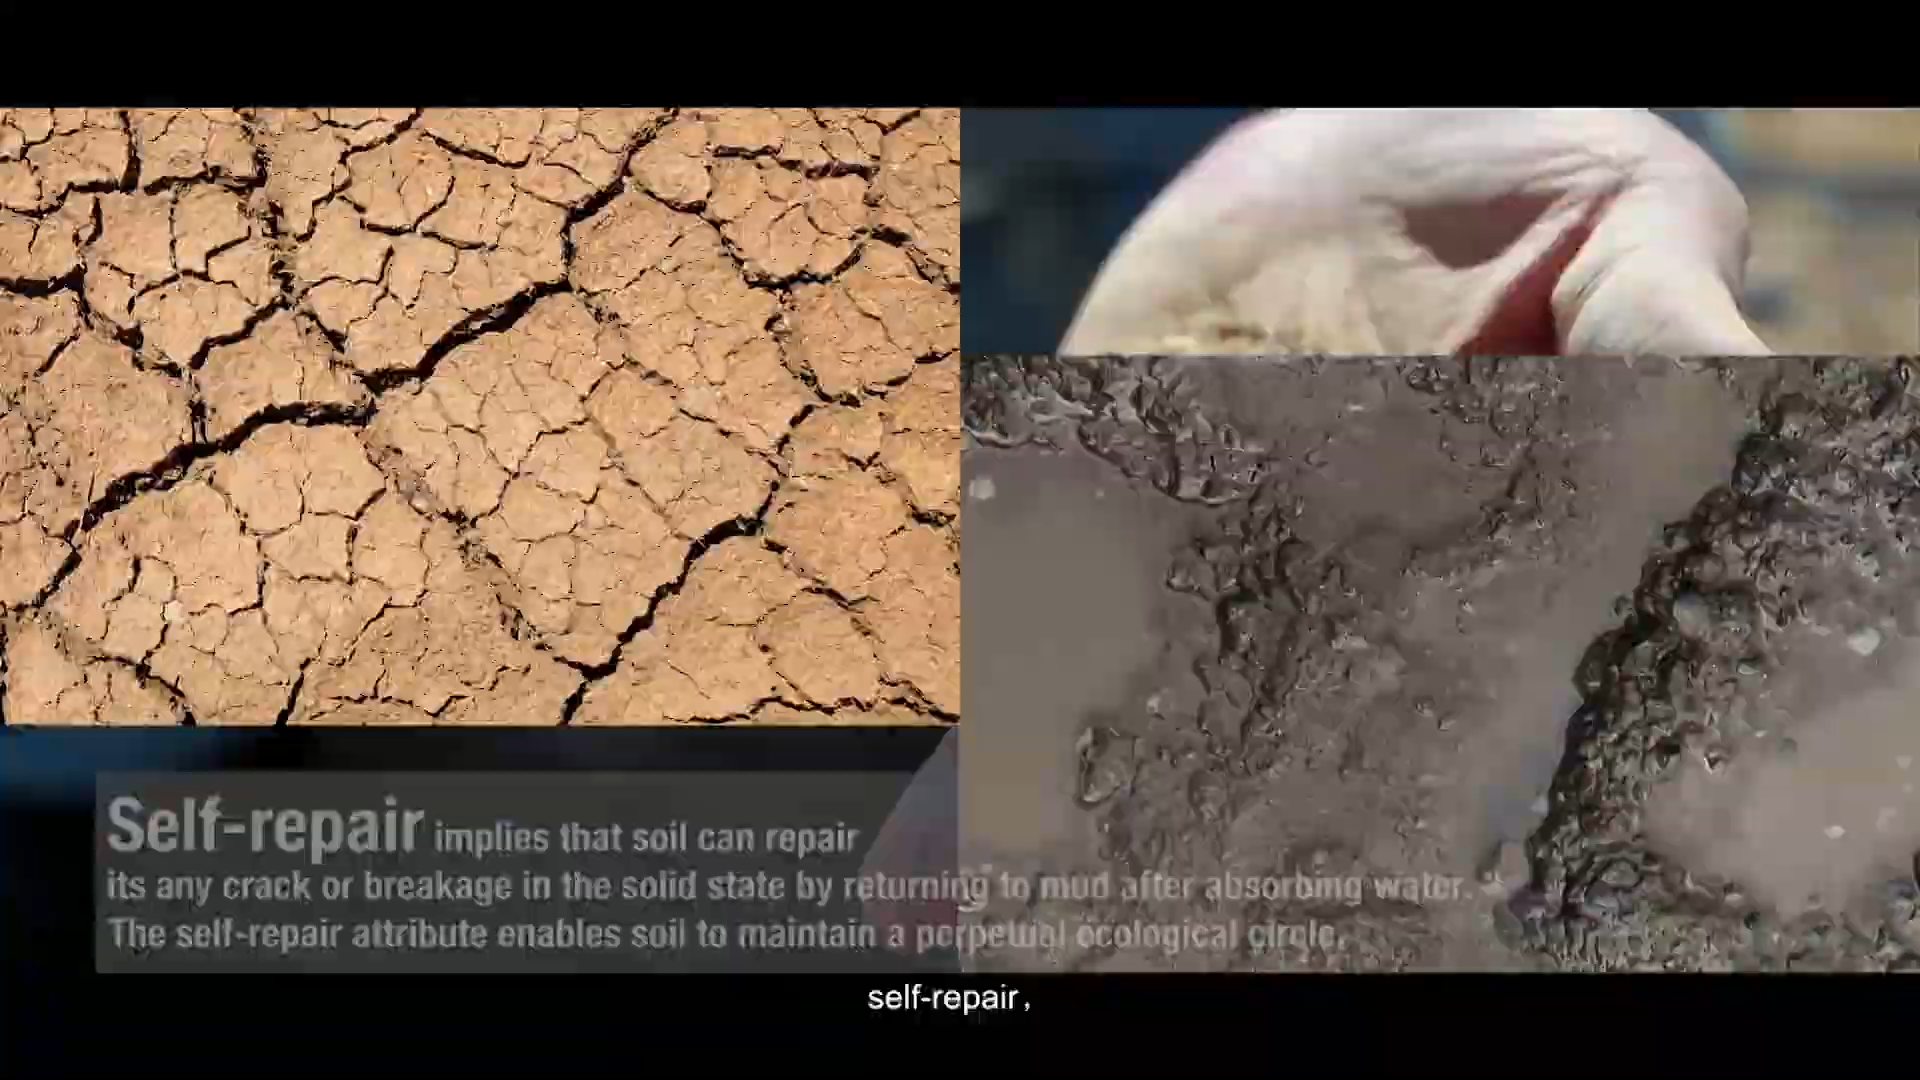 Self-repair implies that soil can repair
its any crack or breakage in the solid state by returning to mud after absorbing water.
The self-repair attribute enables soil to maintain a perpetual ecological circle.
self-repair,